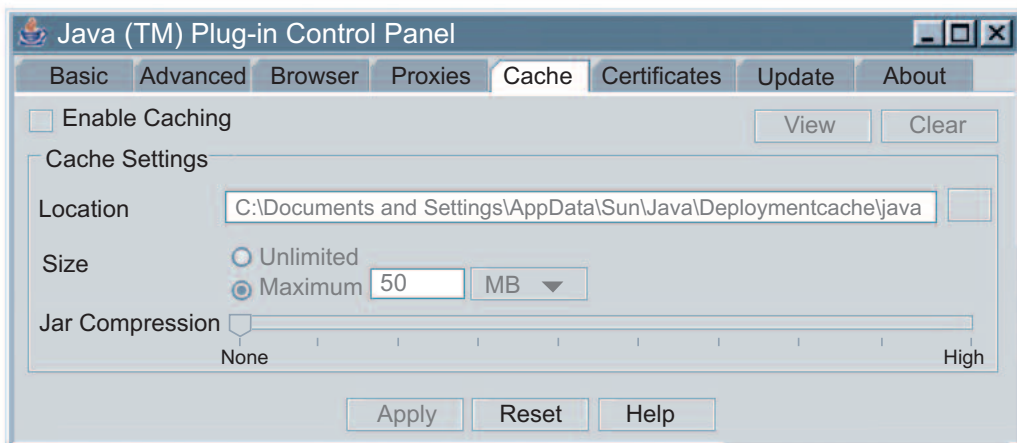 Java (TM) Plug-in Control Panel
Basic Advanced Browser Proxies Cache Certificates Update About
Enable Caching View Clear
Cache Settings
Location C:\Documents and Settings\AppData\Sun\Java\Deploymentcache\java
Size Unlimited
Maximum 50 MB
Jar Compression
None High
Apply Reset Help